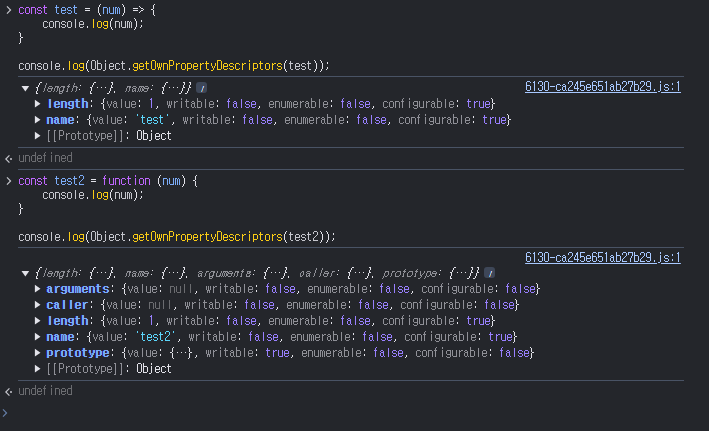 > const test = (num) => {
    console.log(num);
}

console.log(Object.getOwnPropertyDescriptors(test));
6130-ca245e651ab27b29.js:1
▼ {length: {…}, name: {…}} i
▶ length: {value: 1, writable: false, enumerable: false, configurable: true}
▶ name: {value: 'test', writable: false, enumerable: false, configurable: true}
▶ [[Prototype]]: Object
undefined
> const test2 = function (num) {
    console.log(num);
}

console.log(Object.getOwnPropertyDescriptors(test2));
6130-ca245e651ab27b29.js:1
▼ {length: {…}, name: {…}, arguments: {…}, caller: {…}, prototype: {…}} i
▶ arguments: {value: null, writable: false, enumerable: false, configurable: false}
▶ caller: {value: null, writable: false, enumerable: false, configurable: false}
▶ length: {value: 1, writable: false, enumerable: false, configurable: true}
▶ name: {value: 'test2', writable: false, enumerable: false, configurable: true}
▶ prototype: {value: {…}, writable: true, enumerable: false, configurable: false}
▶ [[Prototype]]: Object
undefined
>